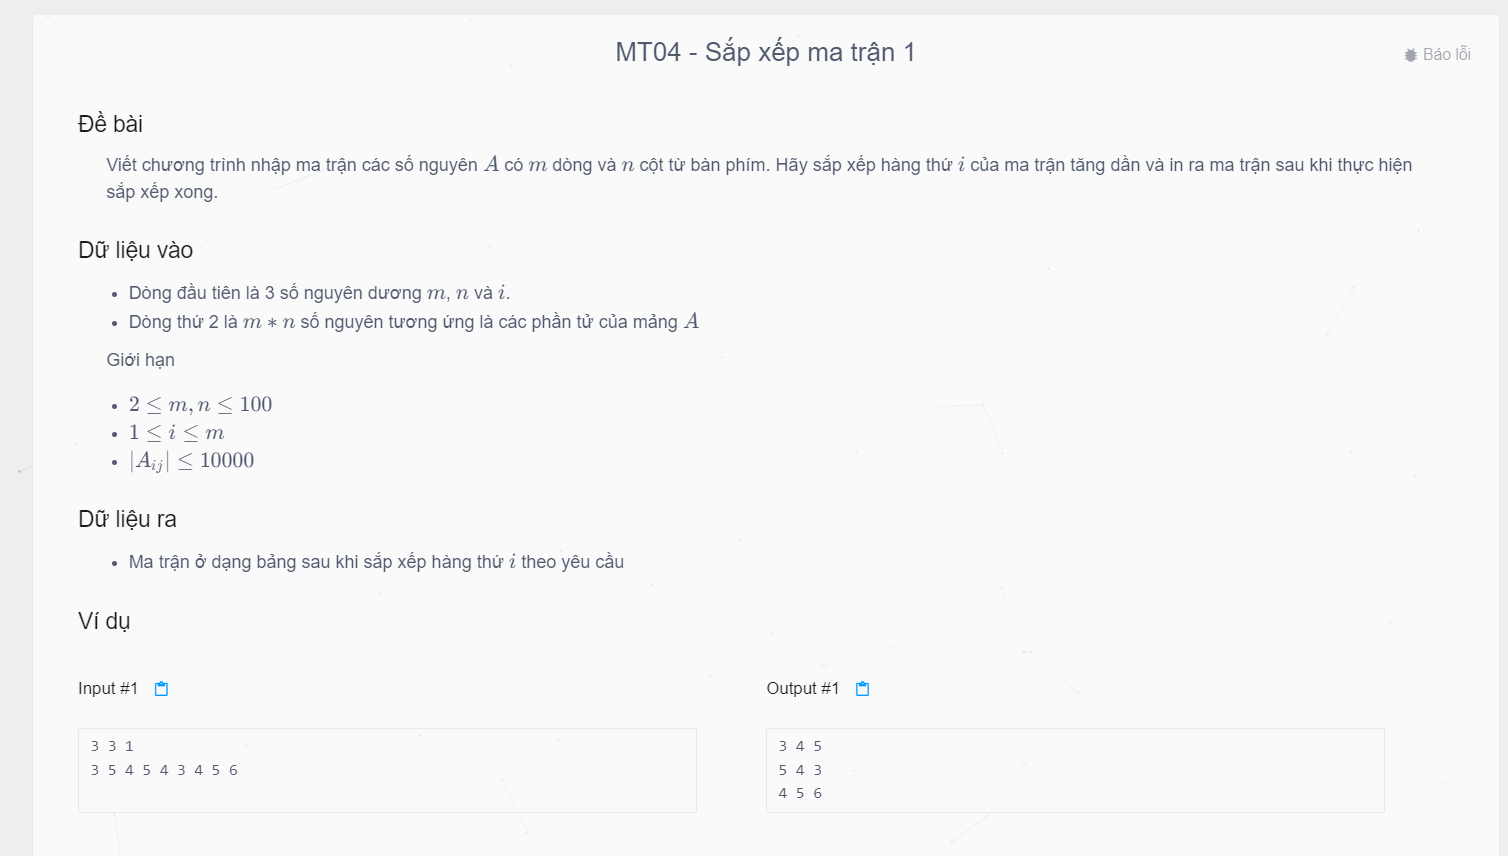 MT04 - Sắp xếp ma trận 1
Báo lỗi
Đề bài
Viết chương trình nhập ma trận các số nguyên A có m dòng và n cột từ bàn phím. Hãy sắp xếp hàng thứ i của ma trận tăng dần và in ra ma trận sau khi thực hiện
sắp xếp xong.
Dữ liệu vào
• Dòng đầu tiên là 3 số nguyên dương m, n và i.
• Dòng thứ 2 là m ∗ n số nguyên tương ứng là các phần tử của mảng A
Giới hạn
• 2 ≤ m, n ≤ 100
• 1 ≤ i ≤ m
• |A_{ij}| ≤ 10000
Dữ liệu ra
• Ma trận ở dạng bảng sau khi sắp xếp hàng thứ i theo yêu cầu
Ví dụ
Input #1
3 3 1
3 5 4 5 4 3 4 5 6
Output #1
3 4 5
5 4 3
4 5 6